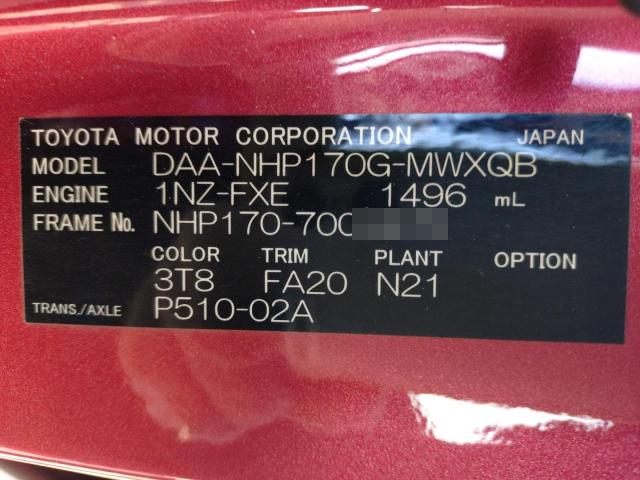 TOYOTA MOTOR CORPORATION JAPAN
MODEL DAA-NHP170G-MWXQB
ENGINE 1NZ-FXE 1496 mL
FRAME No. NHP170-700
COLOR TRIM PLANT OPTION
3T8 FA20 N21
TRANS./AXLE P510-02A